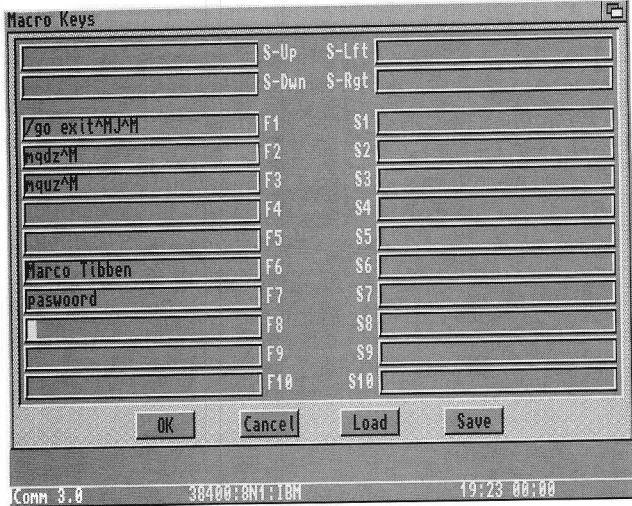 Macro Keys
S-Up S-Lft
S-Dwn S-Rgt
/go exit^MJ^M F1 S1
mqdz^M F2 S2
mquz^M F3 S3
F4 S4
F5 S5
Marco Tibben F6 S6
paswoord F7 S7
F8 S8
F9 S9
F10 S10
OK Cancel Load Save
Comm 3.0 38400:8N1:IBM 19:23 00:00